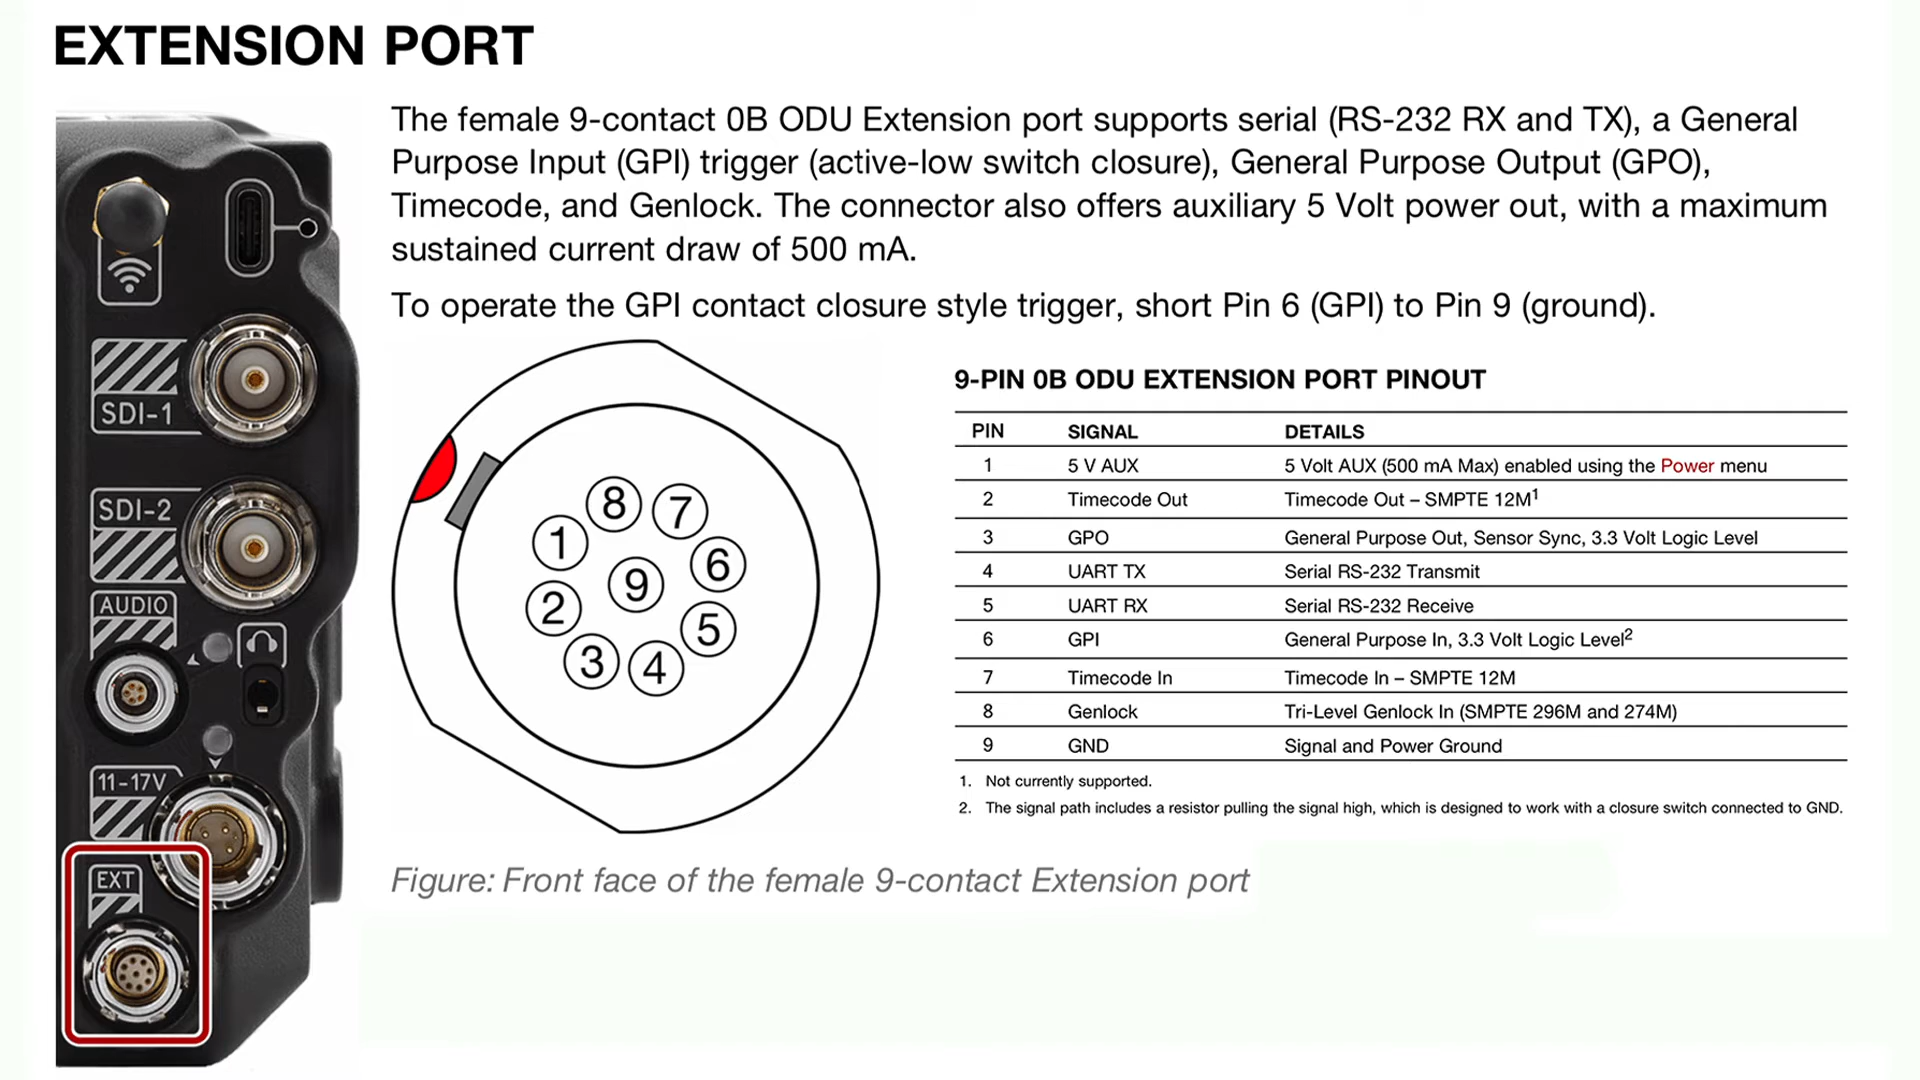 EXTENSION PORT
The female 9-contact 0B ODU Extension port supports serial (RS-232 RX and TX), a General
Purpose Input (GPI) trigger (active-low switch closure), General Purpose Output (GPO),
Timecode, and Genlock. The connector also offers auxiliary 5 Volt power out, with a maximum
sustained current draw of 500 mA.
To operate the GPI contact closure style trigger, short Pin 6 (GPI) to Pin 9 (ground).
SDI-1
SDI-2
AUDIO
11-17V
EXT
8 7
1 6
9
2 5
3 4
9-PIN 0B ODU EXTENSION PORT PINOUT
PIN SIGNAL DETAILS
1 5 V AUX 5 Volt AUX (500 mA Max) enabled using the Power menu
2 Timecode Out Timecode Out – SMPTE 12M1
3 GPO General Purpose Out, Sensor Sync, 3.3 Volt Logic Level
4 UART TX Serial RS-232 Transmit
5 UART RX Serial RS-232 Receive
6 GPI General Purpose In, 3.3 Volt Logic Level2
7 Timecode In Timecode In – SMPTE 12M
8 Genlock Tri-Level Genlock In (SMPTE 296M and 274M)
9 GND Signal and Power Ground
1. Not currently supported.
2. The signal path includes a resistor pulling the signal high, which is designed to work with a closure switch connected to GND.
Figure: Front face of the female 9-contact Extension port